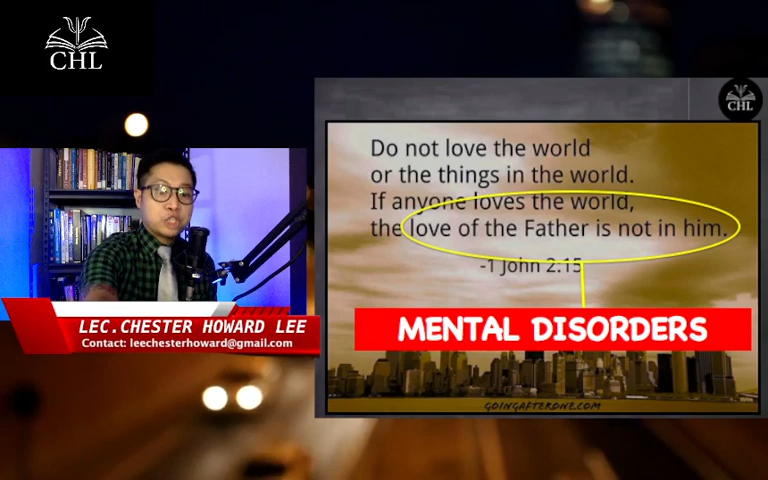 CHL
CHL
Do not love the world
or the things in the world.
If anyone loves the world,
the love of the Father is not in him.
-1 John 2:15
MENTAL DISORDERS
GOINGAFTERONE.COM
LEC.CHESTER HOWARD LEE
Contact: leechesterhoward@gmail.com